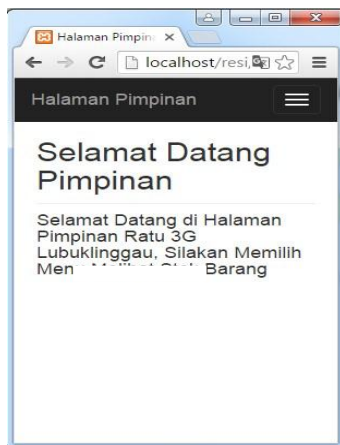 Halaman Pimpin
localhost/resi
Halaman Pimpinan
Selamat Datang
Pimpinan
Selamat Datang di Halaman
Pimpinan Ratu 3G
Lubuklinggau, Silakan Memilih
Barang